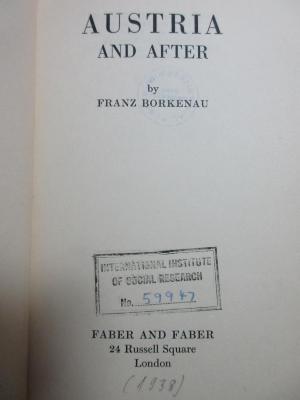 AUSTRIA
AND AFTER
by
FRANZ BORKENAU
INTERNATIONAL INSTITUTE
OF SOCIAL RESEARCH
No. 59947
FABER AND FABER
24 Russell Square
London
(1938)